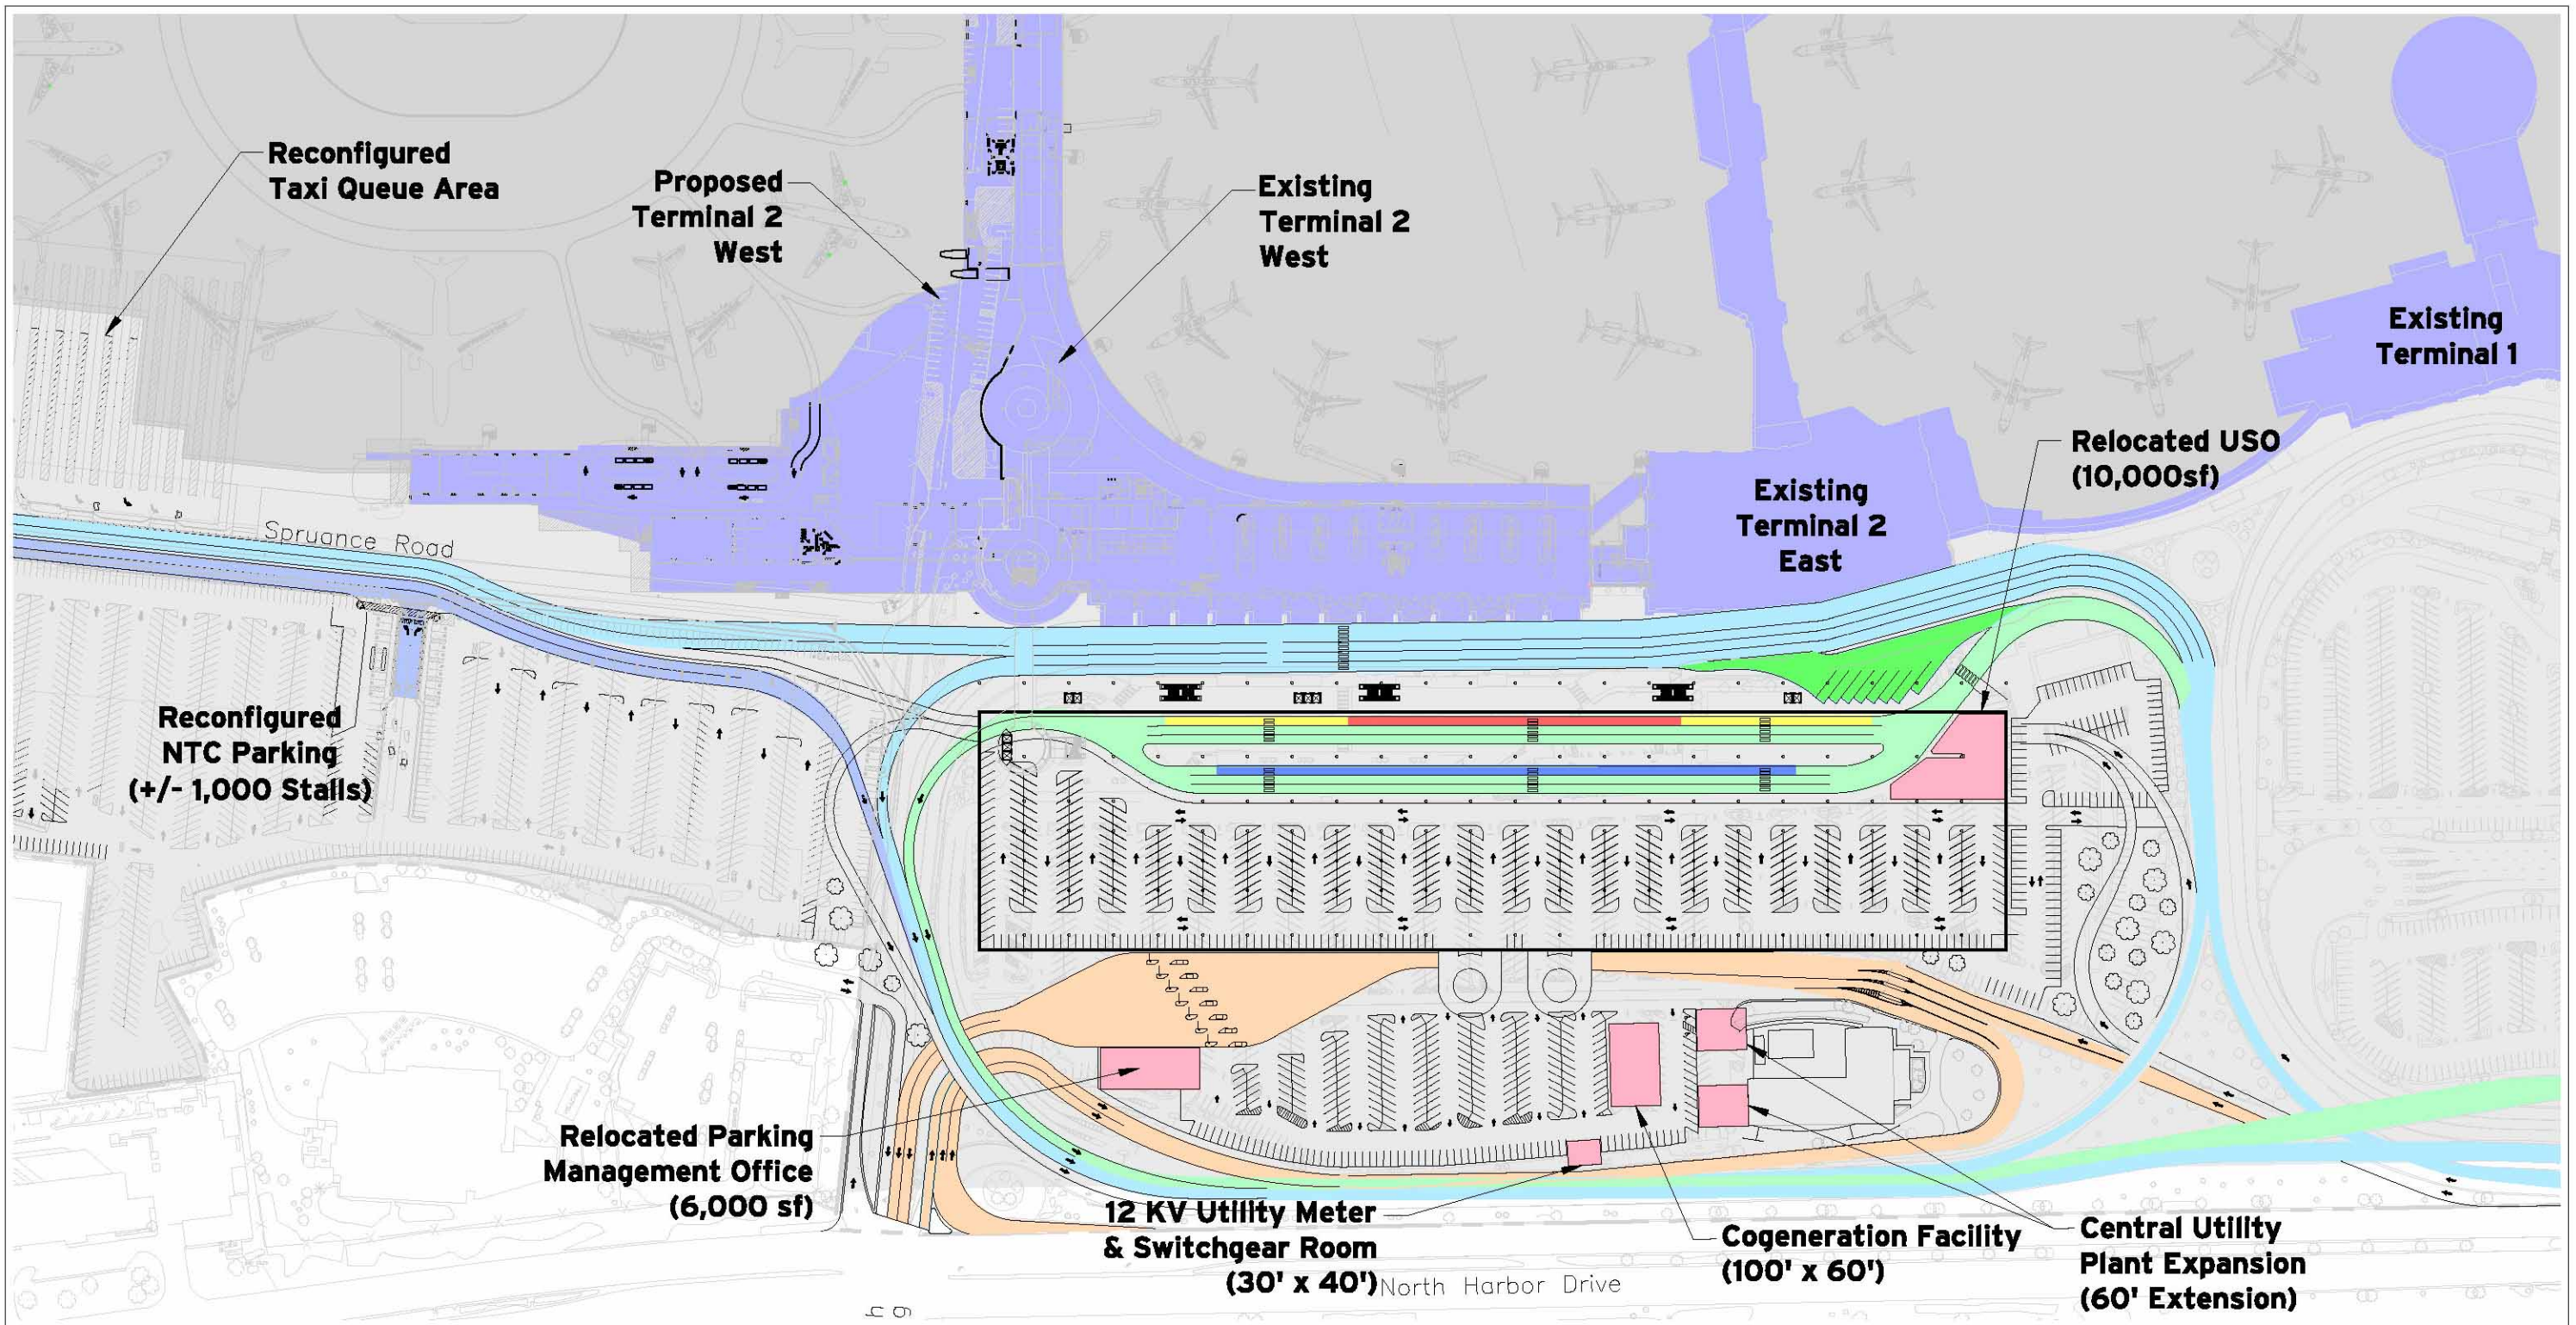 Reconfigured
Taxi Queue Area
Proposed
Terminal 2
West
Existing
Terminal 2
West
Existing
Terminal 1
Relocated USO
(10,000sf)
Existing
Terminal 2
East
Spruance Road
Reconfigured
NTC Parking
(+/- 1,000 Stalls)
Relocated Parking
Management Office
(6,000 sf)
12 KV Utility Meter
& Switchgear Room
(30' x 40')
Cogeneration Facility
(100' x 60')
Central Utility
Plant Expansion
(60' Extension)
North Harbor Drive